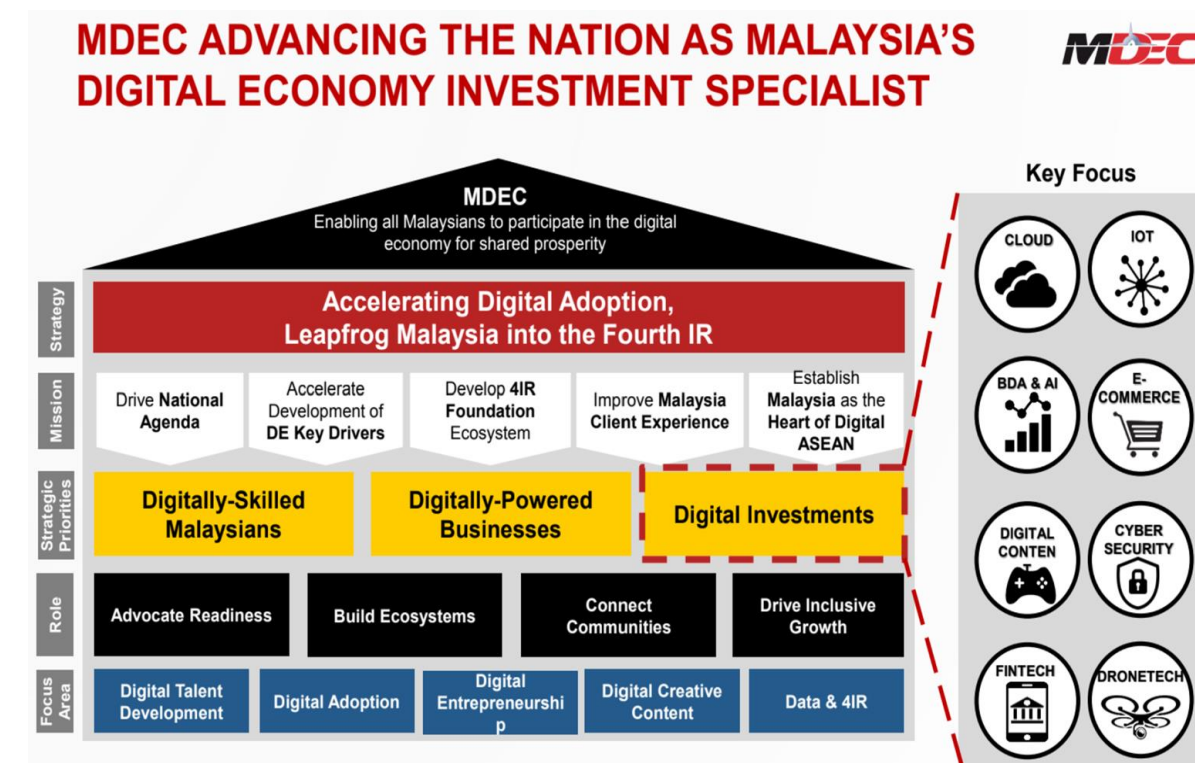 MDEC ADVANCING THE NATION AS MALAYSIA'S
DIGITAL ECONOMY INVESTMENT SPECIALIST
MDEC
Key Focus
MDEC
Enabling all Malaysians to participate in the digital
economy for shared prosperity
Strategy
Accelerating Digital Adoption,
Leapfrog Malaysia into the Fourth IR
Mission
Drive National
Agenda
Accelerate
Development of
DE Key Drivers
Develop 4IR
Foundation
Ecosystem
Improve Malaysia
Client Experience
Establish
Malaysia as the
Heart of Digital
ASEAN
Strategic
Priorities
Digitally-Skilled
Malaysians
Digitally-Powered
Businesses
Digital Investments
Role
Advocate Readiness
Build Ecosystems
Connect
Communities
Drive Inclusive
Growth
Focus
Area
Digital Talent
Development
Digital Adoption
Digital
Entrepreneurshi
p
Digital Creative
Content
Data & 4IR
CLOUD
IOT
BDA & AI
E-
COMMERCE
DIGITAL
CONTEN
CYBER
SECURITY
FINTECH
DRONETECH